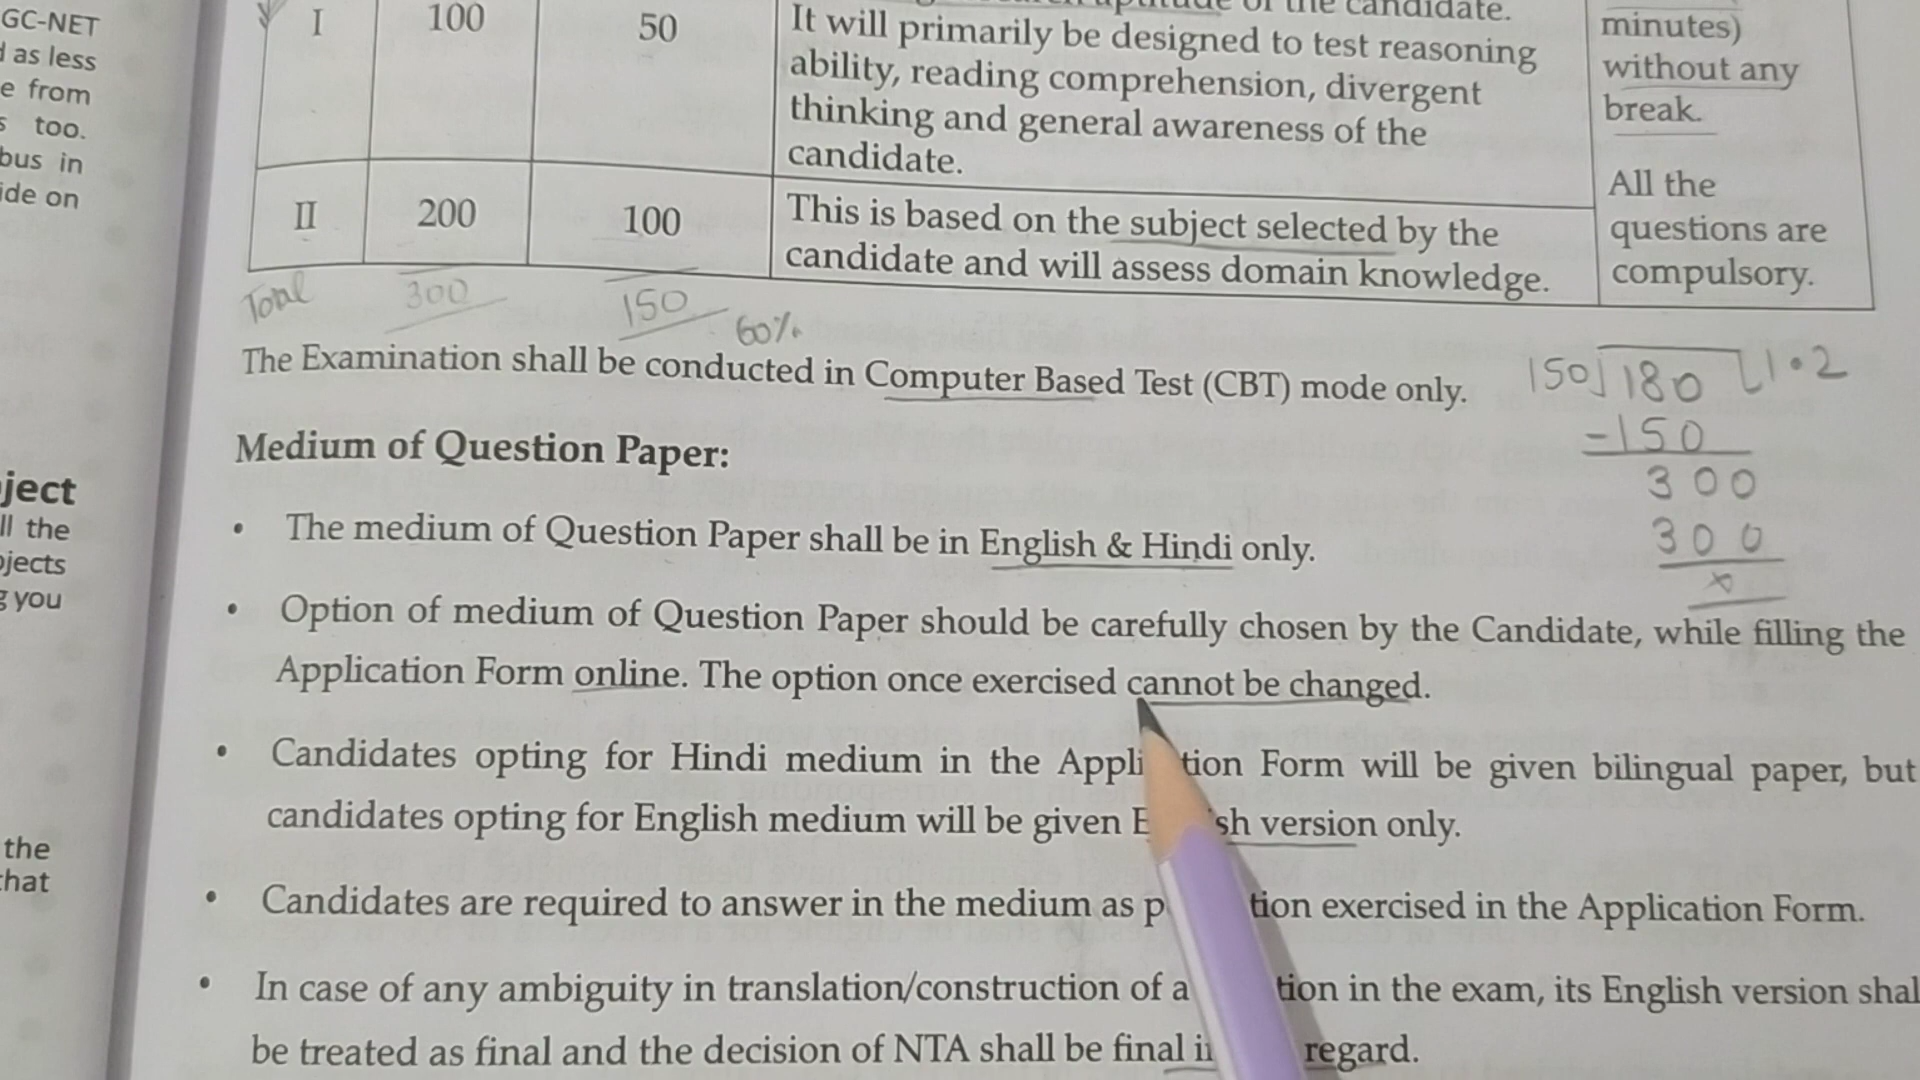 GC-NET
as less
e from
too.
bus in
ide on
ject
ll the
ojects
g you
the
that
I
100
50
of the candidate.
It will primarily be designed to test reasoning
ability, reading comprehension, divergent
thinking and general awareness of the
candidate.
minutes)
without any
break.
All the
questions are
compulsory.
II
200
100
This is based on the subject selected by the
candidate and will assess domain knowledge.
Total
300
150
60%
The Examination shall be conducted in Computer Based Test (CBT) mode only.
150 180 1.2
-150
300
300
x
Medium of Question Paper:
• The medium of Question Paper shall be in English & Hindi only.
• Option of medium of Question Paper should be carefully chosen by the Candidate, while filling the
Application Form online. The option once exercised cannot be changed.
• Candidates opting for Hindi medium in the Appli tion Form will be given bilingual paper, but
candidates opting for English medium will be given E sh version only.
• Candidates are required to answer in the medium as p tion exercised in the Application Form.
• In case of any ambiguity in translation/construction of a tion in the exam, its English version shal
be treated as final and the decision of NTA shall be final i regard.